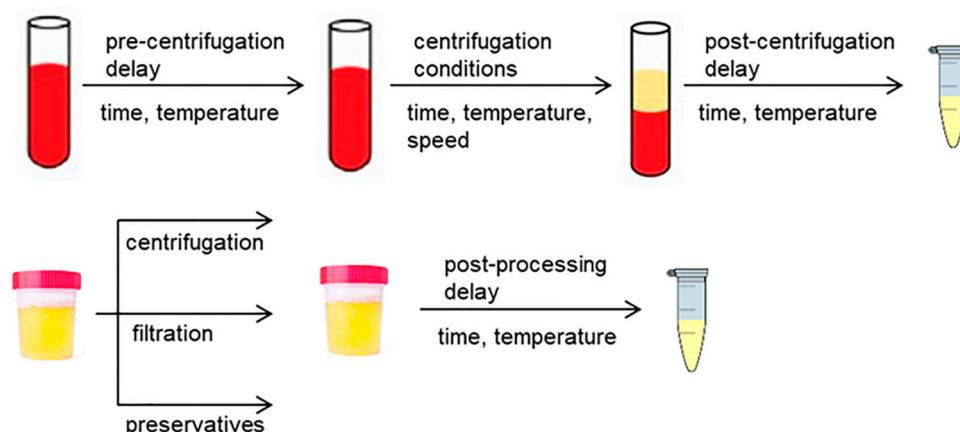 pre-centrifugation
delay
time, temperature
centrifugation
conditions
time, temperature,
speed
post-centrifugation
delay
time, temperature
centrifugation
filtration
preservatives
post-processing
delay
time, temperature